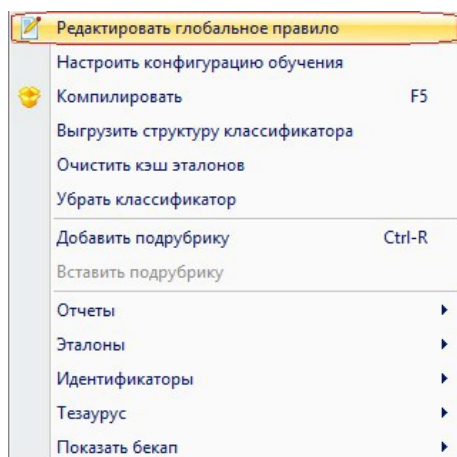 Редактировать глобальное правило
Настроить конфигурацию обучения
Компилировать F5
Выгрузить структуру классификатора
Очистить кэш эталонов
Убрать классификатор
Добавить подрубрику Ctrl-R
Вставить подрубрику
Отчеты
Эталоны
Идентификаторы
Тезаурус
Показать бекап